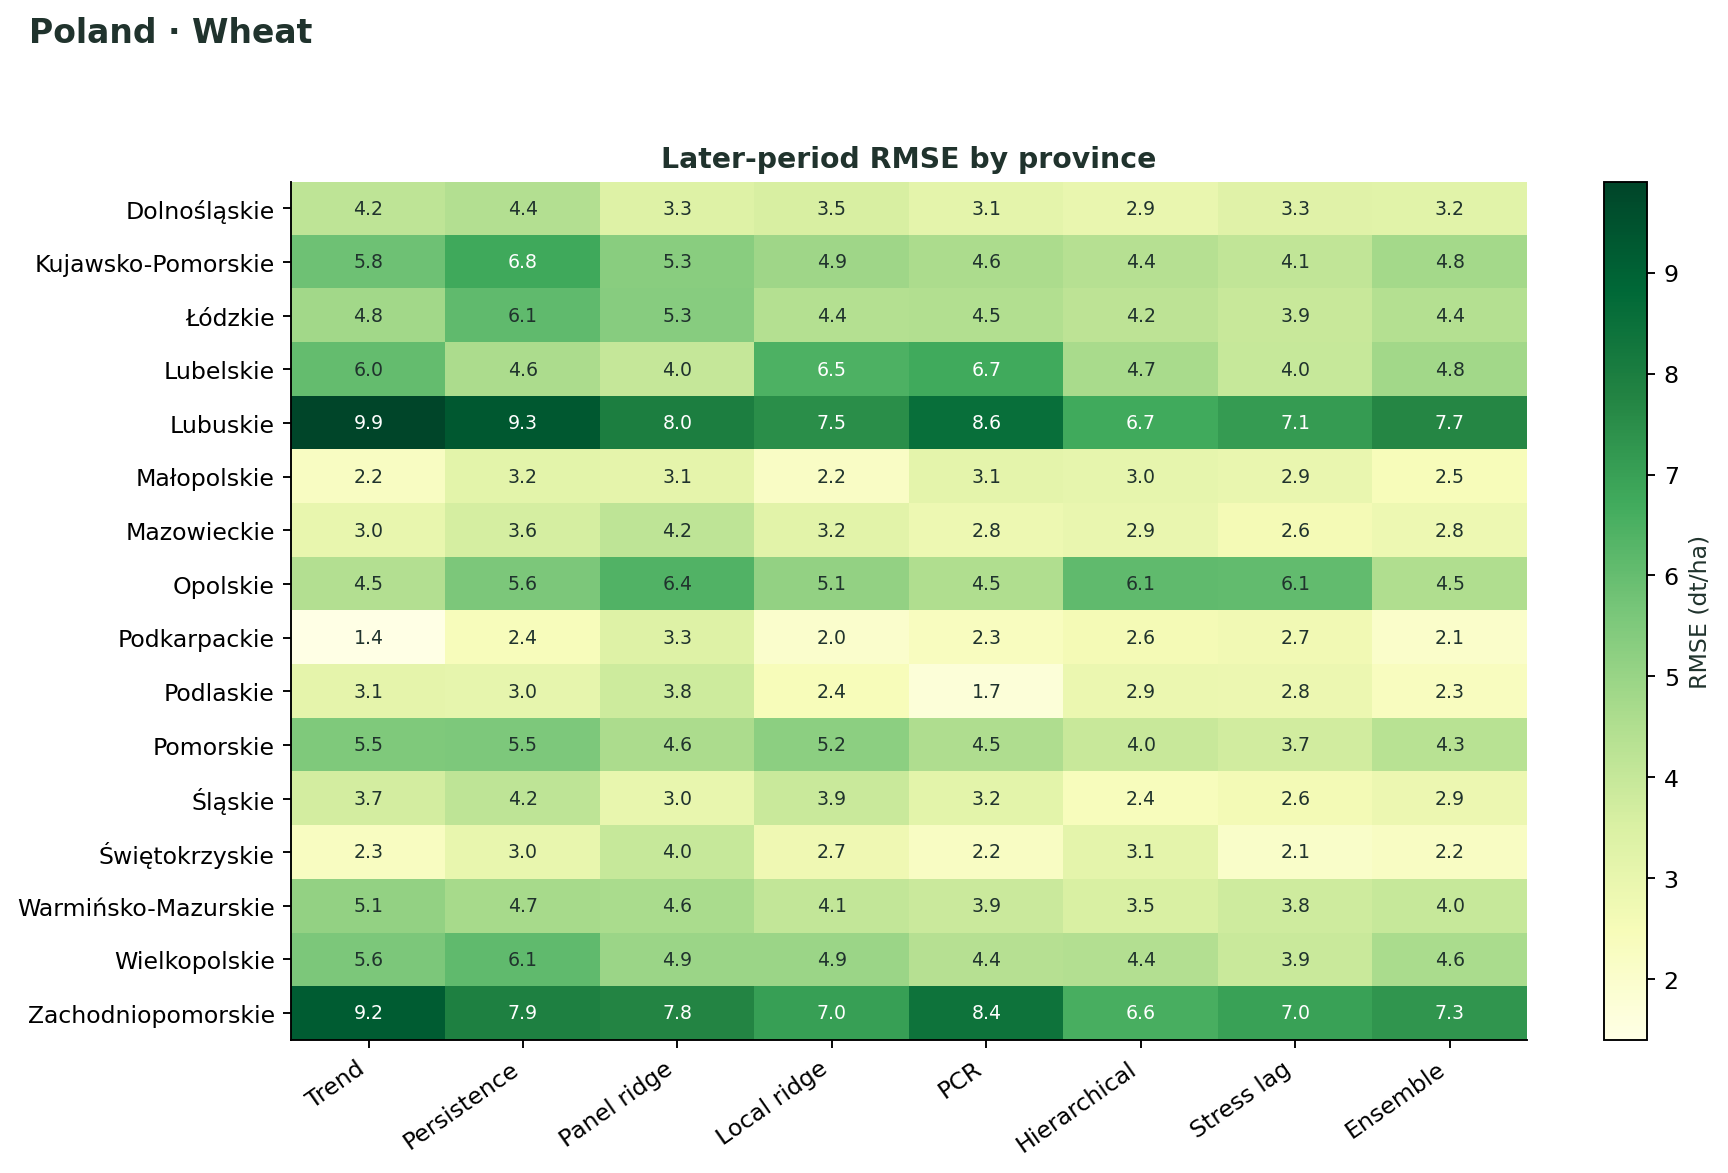 Poland · Wheat
Later-period RMSE by province
Dolnośląskie 4.2 4.4 3.3 3.5 3.1 2.9 3.3 3.2
Kujawsko-Pomorskie 5.8 6.8 5.3 4.9 4.6 4.4 4.1 4.8
Łódzkie 4.8 6.1 5.3 4.4 4.5 4.2 3.9 4.4
Lubelskie 6.0 4.6 4.0 6.5 6.7 4.7 4.0 4.8
Lubuskie 9.9 9.3 8.0 7.5 8.6 6.7 7.1 7.7
Małopolskie 2.2 3.2 3.1 2.2 3.1 3.0 2.9 2.5
Mazowieckie 3.0 3.6 4.2 3.2 2.8 2.9 2.6 2.8
Opolskie 4.5 5.6 6.4 5.1 4.5 6.1 6.1 4.5
Podkarpackie 1.4 2.4 3.3 2.0 2.3 2.6 2.7 2.1
Podlaskie 3.1 3.0 3.8 2.4 1.7 2.9 2.8 2.3
Pomorskie 5.5 5.5 4.6 5.2 4.5 4.0 3.7 4.3
Śląskie 3.7 4.2 3.0 3.9 3.2 2.4 2.6 2.9
Świętokrzyskie 2.3 3.0 4.0 2.7 2.2 3.1 2.1 2.2
Warmińsko-Mazurskie 5.1 4.7 4.6 4.1 3.9 3.5 3.8 4.0
Wielkopolskie 5.6 6.1 4.9 4.9 4.4 4.4 3.9 4.6
Zachodniopomorskie 9.2 7.9 7.8 7.0 8.4 6.6 7.0 7.3
Trend Persistence Panel ridge Local ridge PCR Hierarchical Stress lag Ensemble
9
8
7
6
5
4
3
2
RMSE (dt/ha)